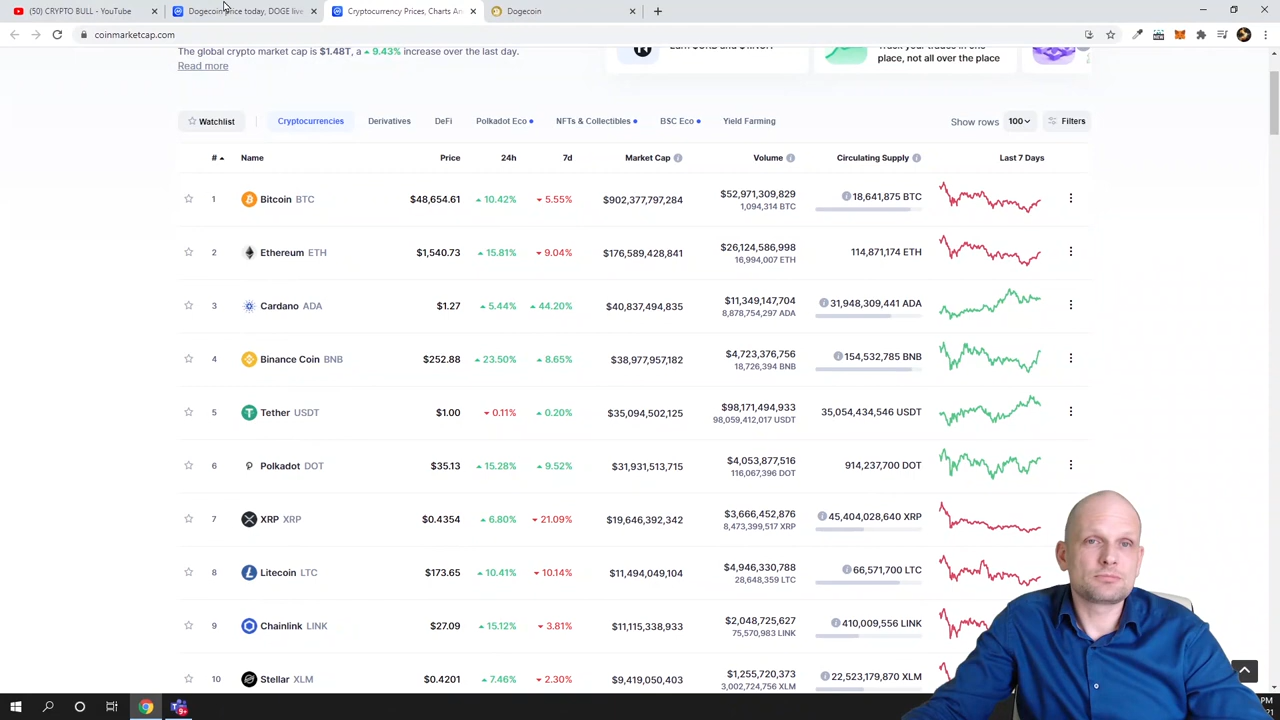 (50) CRYPTO BULL - YouTube
Dogecoin price today, DOGE live
Cryptocurrency Prices, Charts An
Dogecoin
coinmarketcap.com
The global crypto market cap is $1.48T, a 9.43% increase over the last day.
Read more
place, not all over the place
Watchlist Cryptocurrencies Derivatives DeFi Polkadot Eco NFTs & Collectibles BSC Eco Yield Farming Show rows 100 Filters
# Name Price 24h 7d Market Cap Volume Circulating Supply Last 7 Days
1 Bitcoin BTC $48,654.61 10.42% 5.55% $902,377,797,284 $52,971,309,829 18,641,875 BTC
1,094,314 BTC
2 Ethereum ETH $1,540.73 15.81% 9.04% $176,589,428,841 $26,124,586,998 114,871,174 ETH
16,994,007 ETH
3 Cardano ADA $1.27 5.44% 44.20% $40,837,494,835 $11,349,147,704 31,948,309,441 ADA
8,878,754,297 ADA
4 Binance Coin BNB $252.88 23.50% 8.65% $38,977,957,182 $4,723,376,756 154,532,785 BNB
18,726,394 BNB
5 Tether USDT $1.00 0.11% 0.20% $35,094,502,125 $98,171,494,933 35,054,434,546 USDT
98,059,412,017 USDT
6 Polkadot DOT $35.13 15.28% 9.52% $31,931,513,715 $4,053,877,516 914,237,700 DOT
116,067,396 DOT
7 XRP XRP $0.4354 6.80% 21.09% $19,646,392,342 $3,666,452,876 45,404,028,640 XRP
8,473,399,517 XRP
8 Litecoin LTC $173.65 10.41% 10.14% $11,494,049,104 $4,946,330,788 66,571,700 LTC
28,648,359 LTC
9 Chainlink LINK $27.09 15.12% 3.81% $11,115,338,933 $2,048,725,627 410,009,556 LINK
75,570,983 LINK
10 Stellar XLM $0.4201 7.46% 2.30% $9,419,050,403 $1,255,720,373 22,523,179,870 XLM
3,002,724,756 XLM